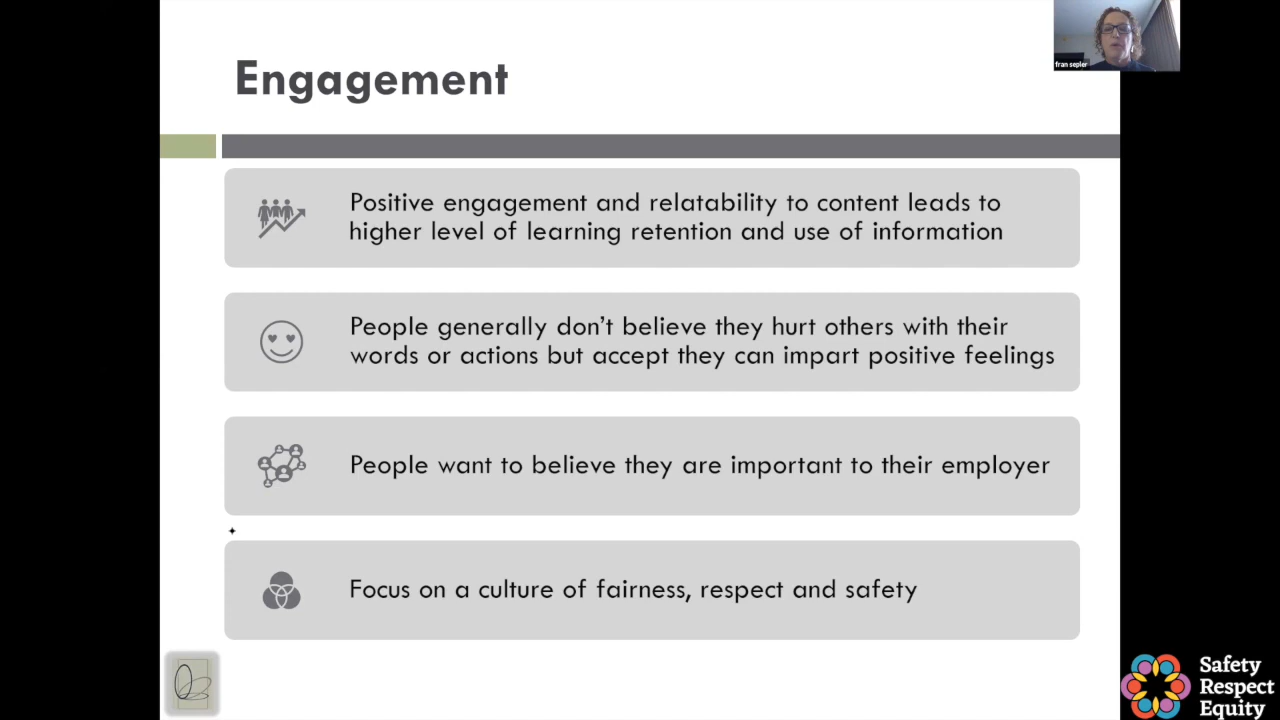 Engagement
fran sepler
Positive engagement and relatability to content leads to
higher level of learning retention and use of information
People generally don't believe they hurt others with their
words or actions but accept they can impart positive feelings
People want to believe they are important to their employer
Focus on a culture of fairness, respect and safety
Safety
Respect
Equity